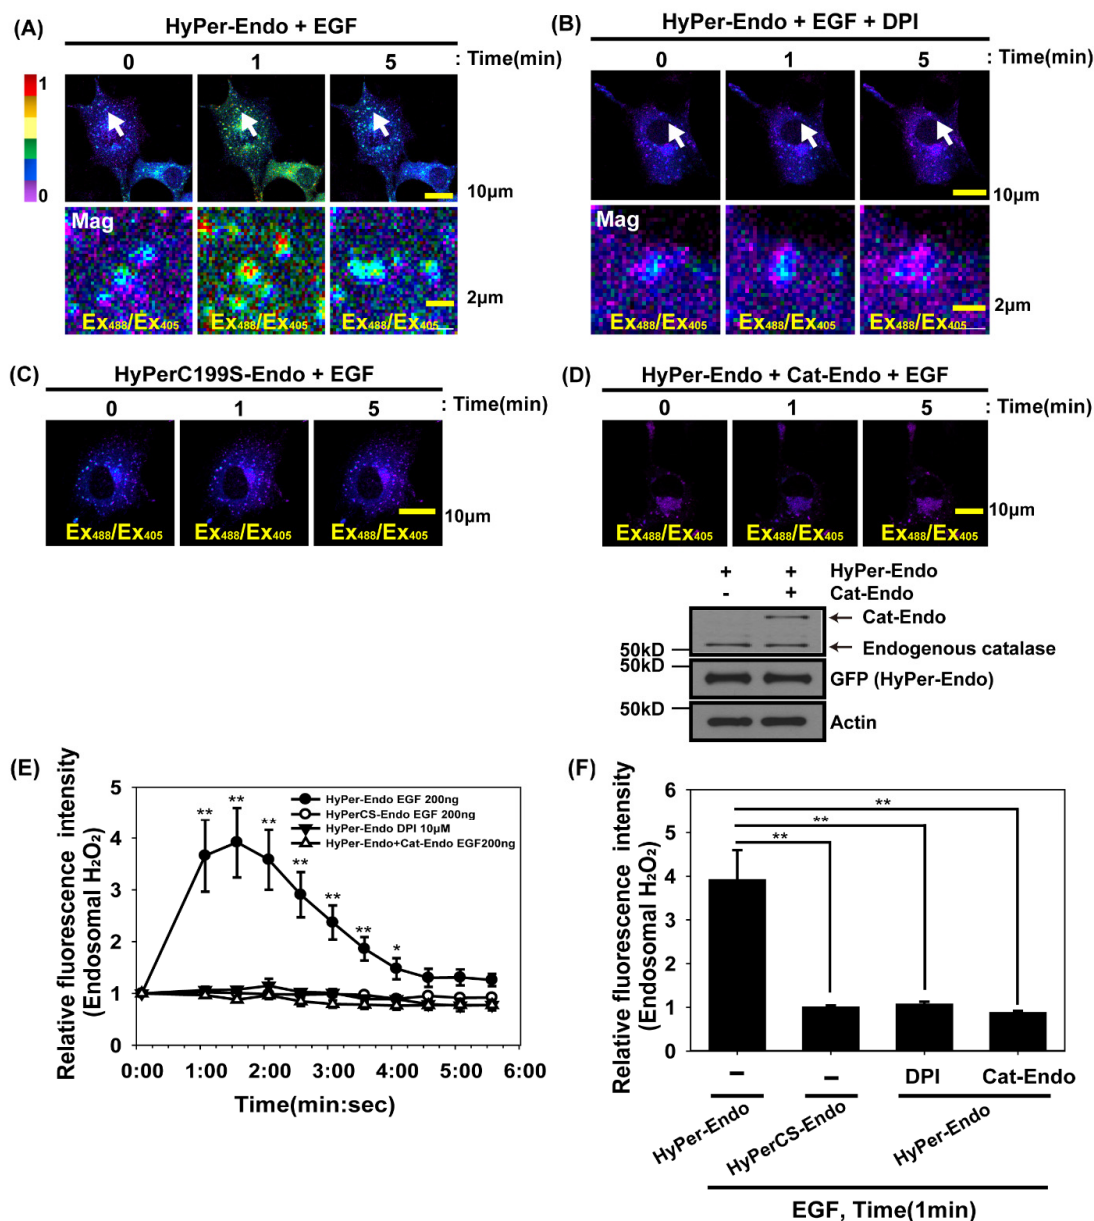 (A)
HyPer-Endo + EGF
0 1 5 : Time(min)
1
0
10µm
Mag
2µm
Ex488/Ex405 Ex488/Ex405 Ex488/Ex405
(B)
HyPer-Endo + EGF + DPI
0 1 5 : Time(min)
10µm
Mag
2µm
Ex488/Ex405 Ex488/Ex405 Ex488/Ex405
(C)
HyPerC199S-Endo + EGF
0 1 5 : Time(min)
10µm
Ex488/Ex405 Ex488/Ex405 Ex488/Ex405
(D)
HyPer-Endo + Cat-Endo + EGF
0 1 5 : Time(min)
10µm
Ex488/Ex405 Ex488/Ex405 Ex488/Ex405
+ + HyPer-Endo
- + Cat-Endo
Cat-Endo
50kD Endogenous catalase
50kD
GFP (HyPer-Endo)
50kD
Actin
(E)
Relative fluorescence intensity
(Endosomal H₂O₂)
5
4
3
2
1
0
** ** ** ** ** ** *
HyPer-Endo EGF 200ng
HyPerCS-Endo EGF 200ng
Hyper-Endo DPI 10µM
HyPer-Endo+Cat-Endo EGF200ng
0:00 1:00 2:00 3:00 4:00 5:00 6:00
Time(min:sec)
(F)
Relative fluorescence intensity
(Endosomal H₂O₂)
6
5
4
3
2
1
0
**
**
**
– – DPI Cat-Endo
HyPer-Endo HyPerCS-Endo HyPer-Endo
EGF, Time(1min)